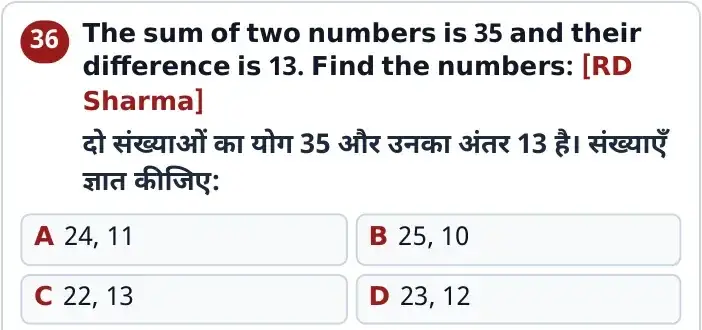 36 The sum of two numbers is 35 and their
difference is 13. Find the numbers: [RD
Sharma]
दो संख्याओं का योग 35 और उनका अंतर 13 है। संख्याएँ
ज्ञात कीजिए:
A 24, 11
B 25, 10
C 22, 13
D 23, 12